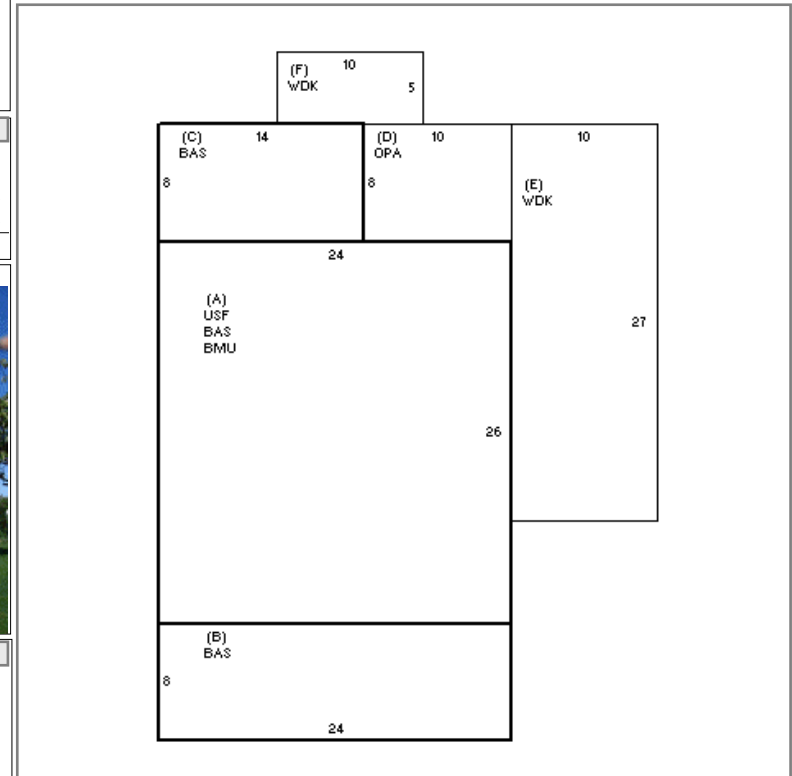 (F) 10
WDK 5
(C) 14 (D) 10 10
BAS OPA
8 8 (E)
WDK
24
(A)
USF
BAS 27
BMU
26
(B)
BAS
8
24